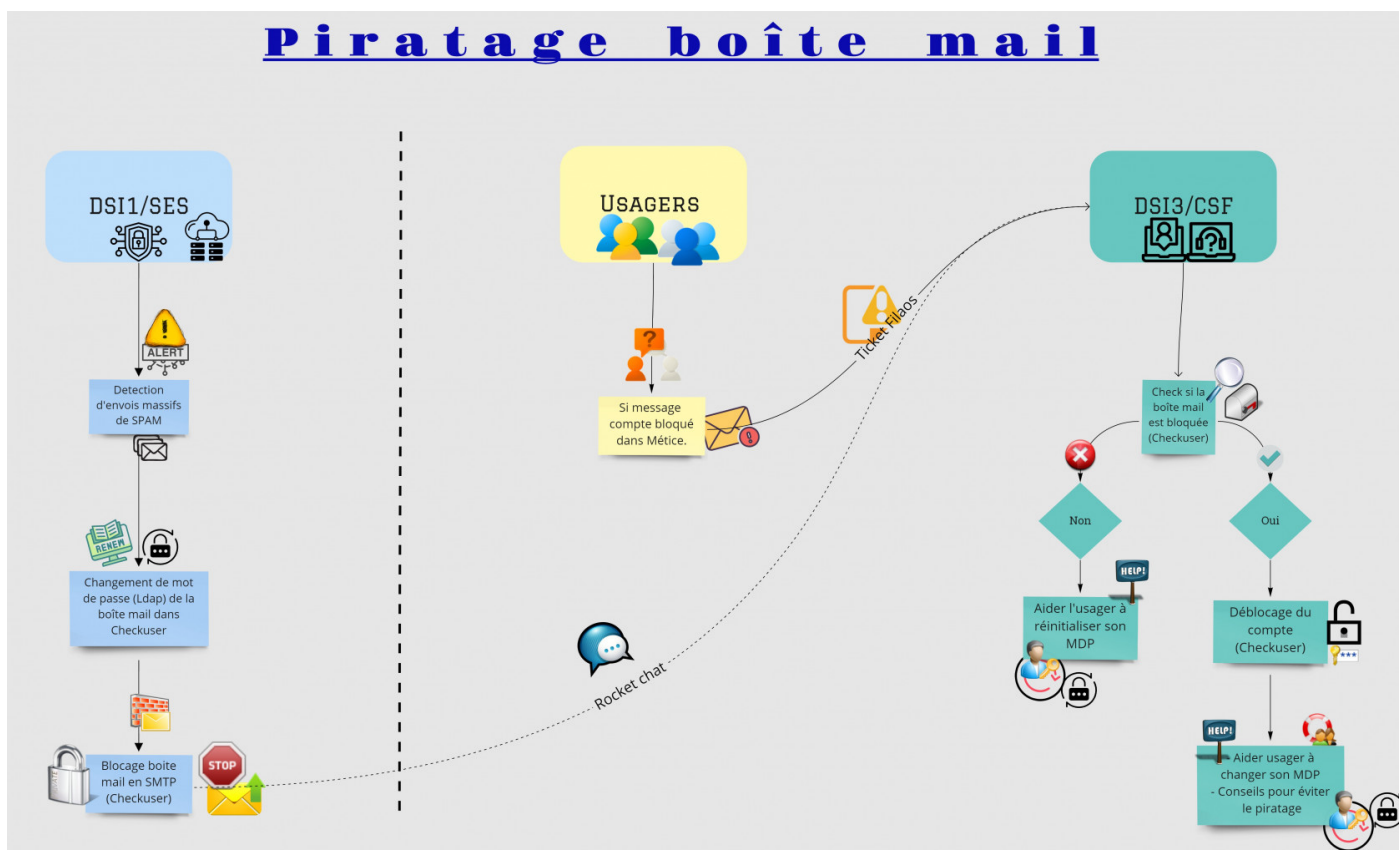 Piratage boîte mail
DSI1/SES
ALERT
Detection
d'envois massifs
de SPAM
RENEW
Changement de mot
de passe (Ldap) de la
boîte mail dans
Checkuser
Blocage boite
mail en SMTP
(Checkuser)
STOP
Rocket chat
Usagers
?
Si message
compte bloqué
dans Métice.
Ticket Filaos
DSI3/CSF
?
Check si la
boîte mail
est bloquée
(Checkuser)
Non
HELP!
Aider l'usager à
réinitialiser son
MDP
Oui
Déblocage du
compte
(Checkuser)
***
HELP!
- Aider usager à
changer son MDP
- Conseils pour éviter
le piratage